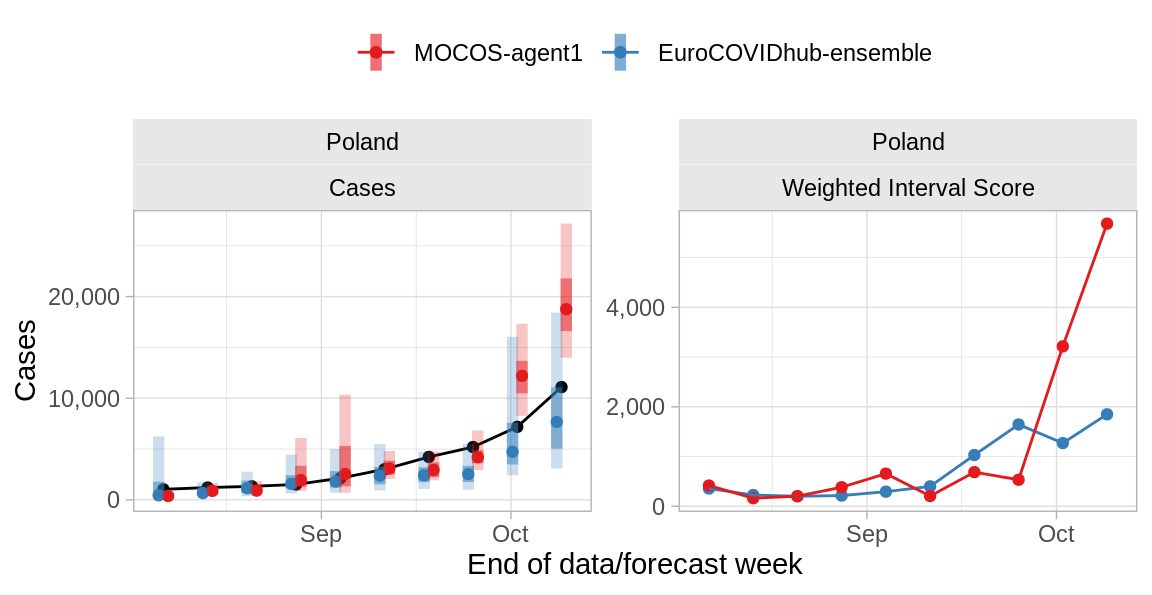 MOCOS-agent1 EuroCOVIDhub-ensemble
Poland
Cases
Poland
Weighted Interval Score
Cases
20,000
10,000
0
Sep Oct
4,000
2,000
0
Sep Oct
End of data/forecast week